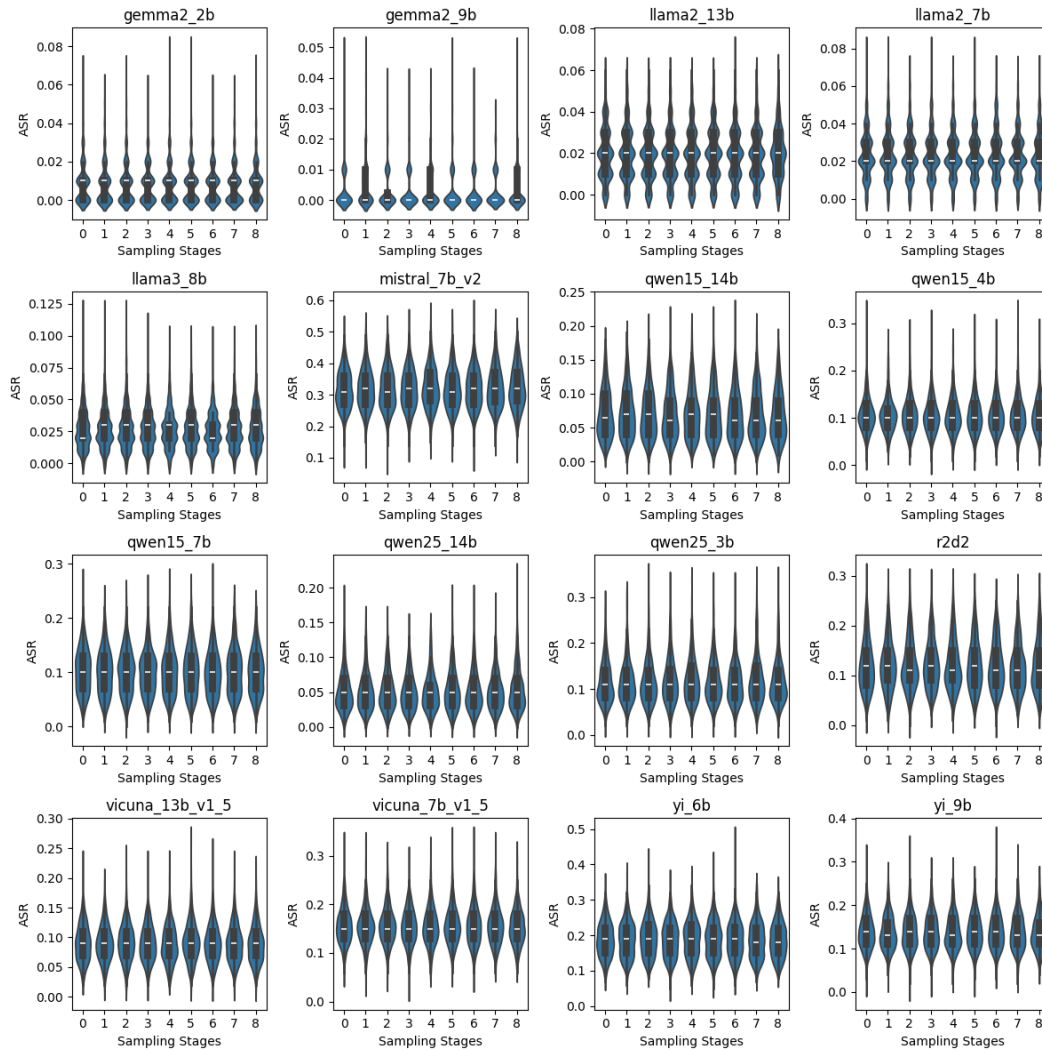 gemma2_2b
gemma2_9b
llama2_13b
llama2_7b
0.08
0.06
0.04
0.02
0.00
ASR
0 1 2 3 4 5 6 7 8
Sampling Stages
0.05
0.04
0.03
0.02
0.01
0.00
ASR
0 1 2 3 4 5 6 7 8
Sampling Stages
0.08
0.06
0.04
0.02
0.00
ASR
0 1 2 3 4 5 6 7 8
Sampling Stages
0.08
0.06
0.04
0.02
0.00
ASR
0 1 2 3 4 5 6 7 8
Sampling Stages
llama3_8b
mistral_7b_v2
qwen15_14b
qwen15_4b
0.125
0.100
0.075
0.050
0.025
0.000
ASR
0 1 2 3 4 5 6 7 8
Sampling Stages
0.6
0.5
0.4
0.3
0.2
0.1
ASR
0 1 2 3 4 5 6 7 8
Sampling Stages
0.25
0.20
0.15
0.10
0.05
0.00
ASR
0 1 2 3 4 5 6 7 8
Sampling Stages
0.3
0.2
0.1
0.0
ASR
0 1 2 3 4 5 6 7 8
Sampling Stages
qwen15_7b
qwen25_14b
qwen25_3b
r2d2
0.3
0.2
0.1
0.0
ASR
0 1 2 3 4 5 6 7 8
Sampling Stages
0.20
0.15
0.10
0.05
0.00
ASR
0 1 2 3 4 5 6 7 8
Sampling Stages
0.3
0.2
0.1
0.0
ASR
0 1 2 3 4 5 6 7 8
Sampling Stages
0.3
0.2
0.1
0.0
ASR
0 1 2 3 4 5 6 7 8
Sampling Stages
vicuna_13b_v1_5
vicuna_7b_v1_5
yi_6b
yi_9b
0.30
0.25
0.20
0.15
0.10
0.05
0.00
ASR
0 1 2 3 4 5 6 7 8
Sampling Stages
0.3
0.2
0.1
0.0
ASR
0 1 2 3 4 5 6 7 8
Sampling Stages
0.5
0.4
0.3
0.2
0.1
0.0
ASR
0 1 2 3 4 5 6 7 8
Sampling Stages
0.4
0.3
0.2
0.1
0.0
ASR
0 1 2 3 4 5 6 7 8
Sampling Stages